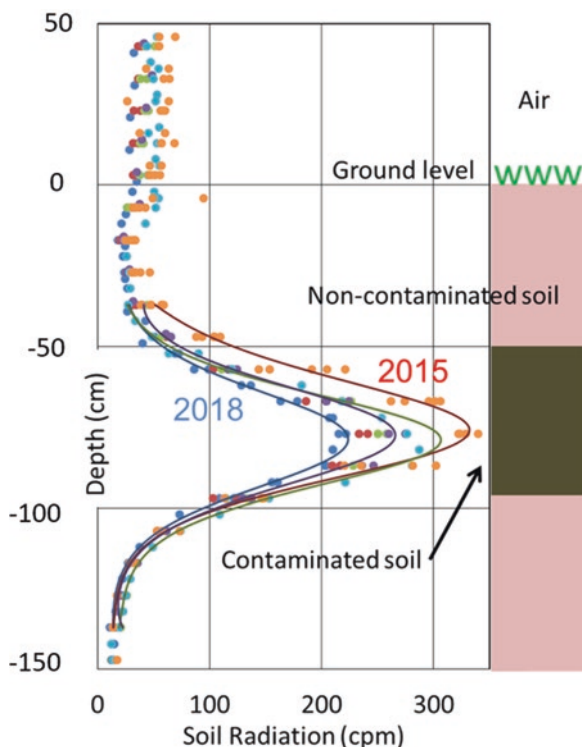 50
Air
Ground level
WWW
0
Non-contaminated soil
-50
2015
2018
Depth (cm)
-100
Contaminated soil
-150
0
100
200
300
Soil Radiation (cpm)